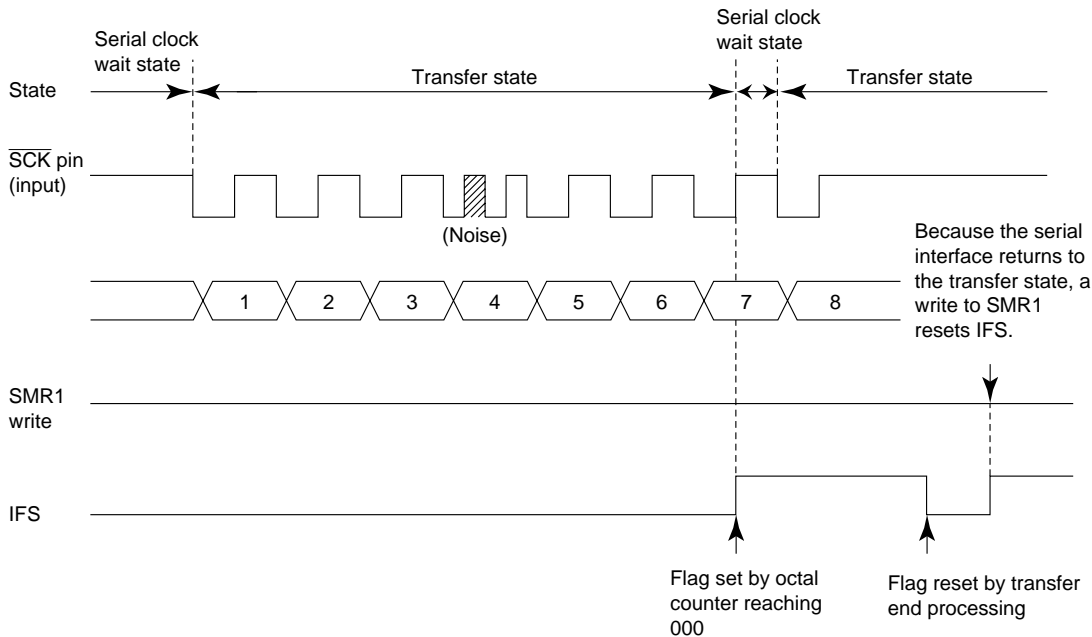 Serial clock
wait state
Serial clock
wait state
State
Transfer state
Transfer state
SCK pin
(input)
(Noise)
Because the serial
interface returns to
the transfer state, a
write to SMR1
resets IFS.
1 2 3 4 5 6 7 8
SMR1
write
IFS
Flag set by octal
counter reaching
000
Flag reset by transfer
end processing